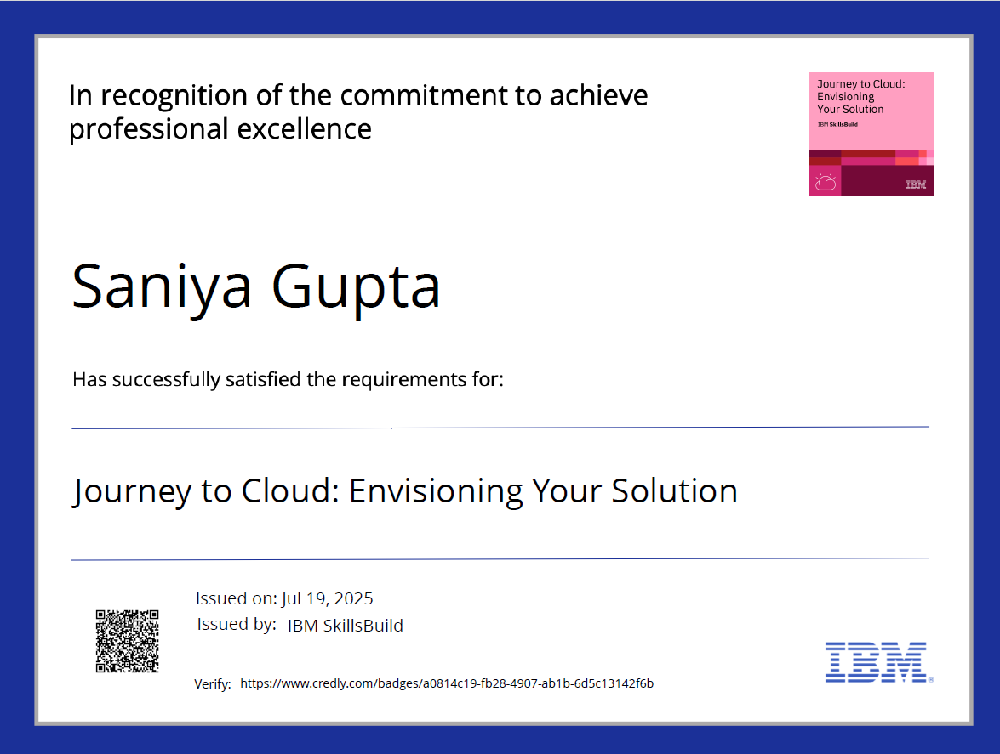 In recognition of the commitment to achieve
professional excellence
Journey to Cloud:
Envisioning
Your Solution
IBM SkillsBuild
IBM
Saniya Gupta
Has successfully satisfied the requirements for:
Journey to Cloud: Envisioning Your Solution
Issued on: Jul 19, 2025
Issued by: IBM SkillsBuild
Verify: https://www.credly.com/badges/a0814c19-fb28-4907-ab1b-6d5c13142f6b
IBM®